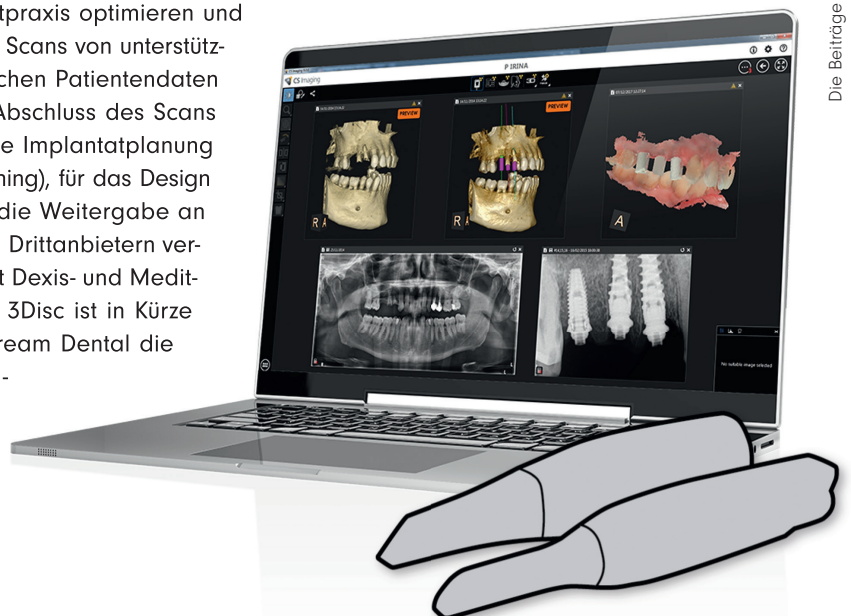 tpraxis optimieren und
Scans von unterstütz-
chen Patientendaten
Abschluss des Scans
e Implantatplanung
ning), für das Design
die Weitergabe an
Drittanbietern ver-
t Dexis- und Medit-
3Disc ist in Kürze
ream Dental die
-
Die Beiträge
P IRINA
CS Imaging
PREVIEW
PREVIEW
R
R
A
No suitable image selected